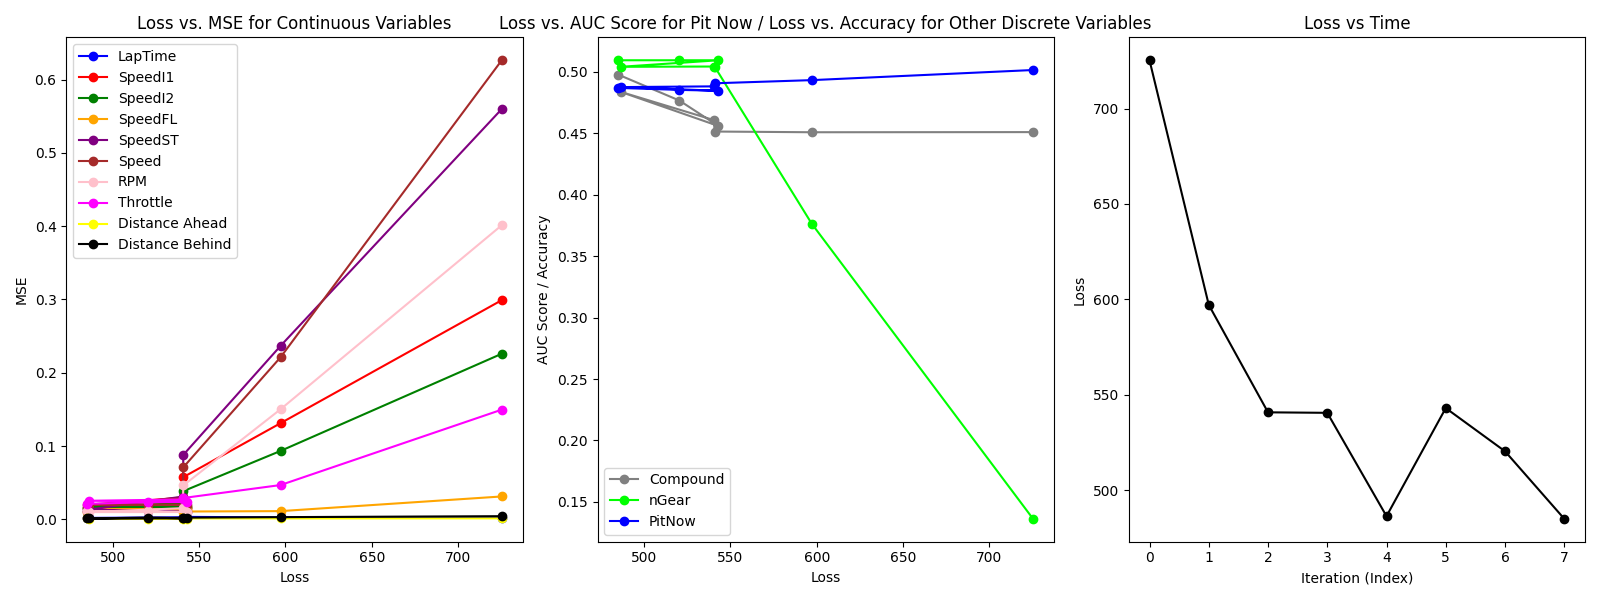 Loss vs. MSE for Continuous Variables
MSE
0.6
0.5
0.4
0.3
0.2
0.1
0.0
LapTime
SpeedI1
SpeedI2
SpeedFL
SpeedST
Speed
RPM
Throttle
Distance Ahead
Distance Behind
500 550 600 650 700
Loss
Loss vs. AUC Score for Pit Now / Loss vs. Accuracy for Other Discrete Variables
AUC Score / Accuracy
0.50
0.45
0.40
0.35
0.30
0.25
0.20
0.15
Compound
nGear
PitNow
500 550 600 650 700
Loss
Loss vs Time
Loss
700
650
600
550
500
0 1 2 3 4 5 6 7
Iteration (Index)